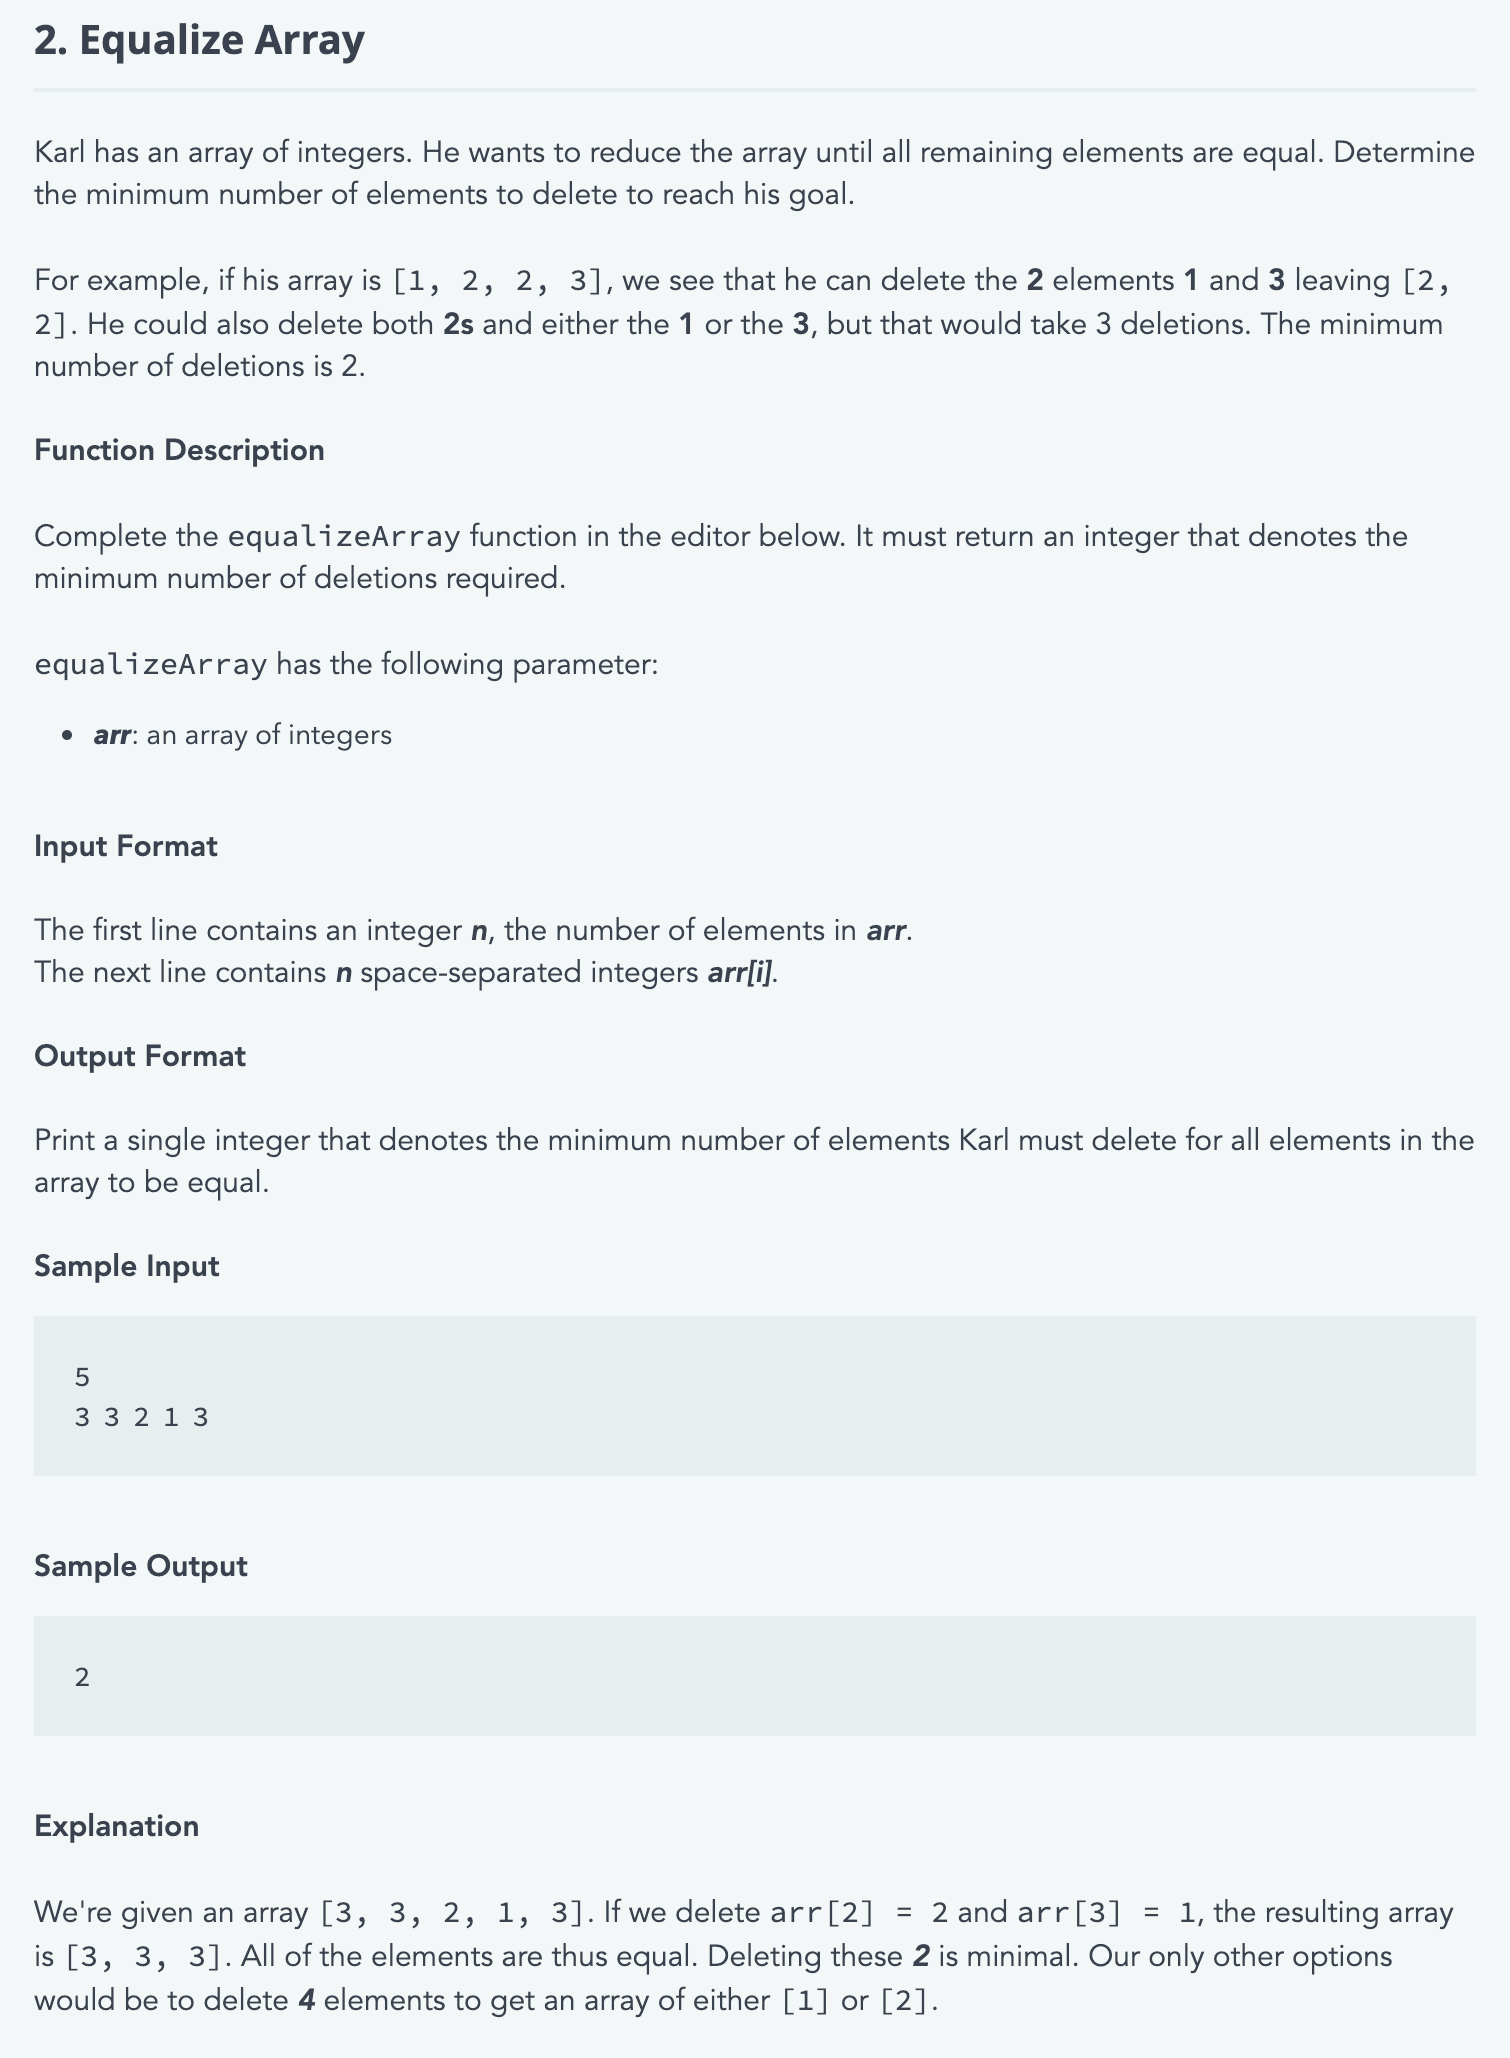 2. Equalize Array
Karl has an array of integers. He wants to reduce the array until all remaining elements are equal. Determine
the minimum number of elements to delete to reach his goal.
For example, if his array is [1, 2, 2, 3], we see that he can delete the 2 elements 1 and 3 leaving [2,
2]. He could also delete both 2s and either the 1 or the 3, but that would take 3 deletions. The minimum
number of deletions is 2.
Function Description
Complete the equalizeArray function in the editor below. It must return an integer that denotes the
minimum number of deletions required.
equalizeArray has the following parameter:
• arr: an array of integers
Input Format
The first line contains an integer n, the number of elements in arr.
The next line contains n space-separated integers arr[i].
Output Format
Print a single integer that denotes the minimum number of elements Karl must delete for all elements in the
array to be equal.
Sample Input
5
3 3 2 1 3
Sample Output
2
Explanation
We're given an array [3, 3, 2, 1, 3]. If we delete arr[2] = 2 and arr[3] = 1, the resulting array
is [3, 3, 3]. All of the elements are thus equal. Deleting these 2 is minimal. Our only other options
would be to delete 4 elements to get an array of either [1] or [2].